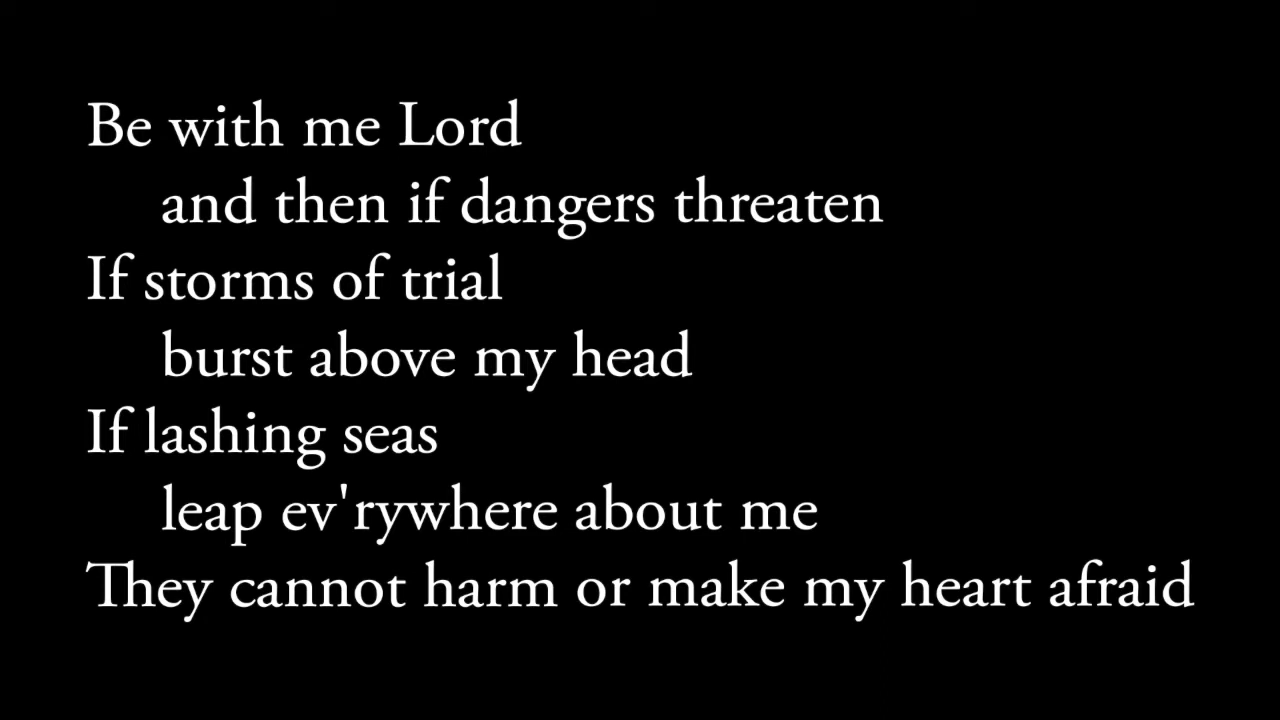 Be with me Lord
and then if dangers threaten
If storms of trial
burst above my head
If lashing seas
leap ev'rywhere about me
They cannot harm or make my heart afraid